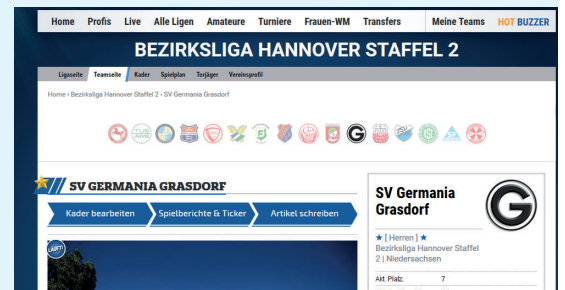 Home Profis Live Alle Ligen Amateure Turniere Frauen-WM Transfers Meine Teams HOT BUZZER
BEZIRKSLIGA HANNOVER STAFFEL 2
Ligaseite Teamseite Kader Spielplan Torjäger Vereinsprofil
Home › Bezirksliga Hannover Staffel 2 › SV Germania Grasdorf
SV GERMANIA GRASDORF
Kader bearbeiten Spielberichte & Ticker Artikel schreiben
LÄUFT!
SV Germania
Grasdorf
G
★ [ Herren ] ★
Bezirksliga Hannover Staffel
2 | Niedersachsen
Akt. Platz: 7